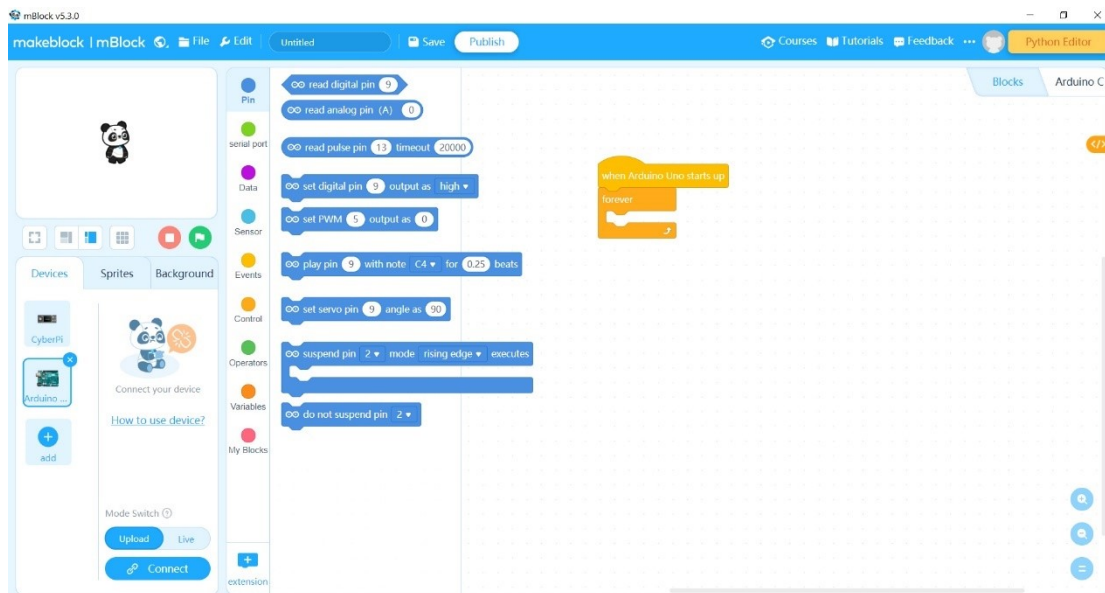 mBlock v5.3.0
makeblock | mBlock File Edit Untitled Save Publish Courses Tutorials Feedback ... Python Editor
Devices Sprites Background
CyberPi
Arduino ...
add
Connect your device
How to use device?
Mode Switch ?
Upload Live
Connect
Pin
serial port
Data
Sensor
Events
Control
Operators
Variables
My Blocks
+
extension
read digital pin 9
read analog pin (A) 0
read pulse pin 13 timeout 20000
set digital pin 9 output as high
set PWM 5 output as 0
play pin 9 with note C4 for 0.25 beats
set servo pin 9 angle as 90
suspend pin 2 mode rising edge executes
do not suspend pin 2
when Arduino Uno starts up
forever
Blocks Arduino C
</>